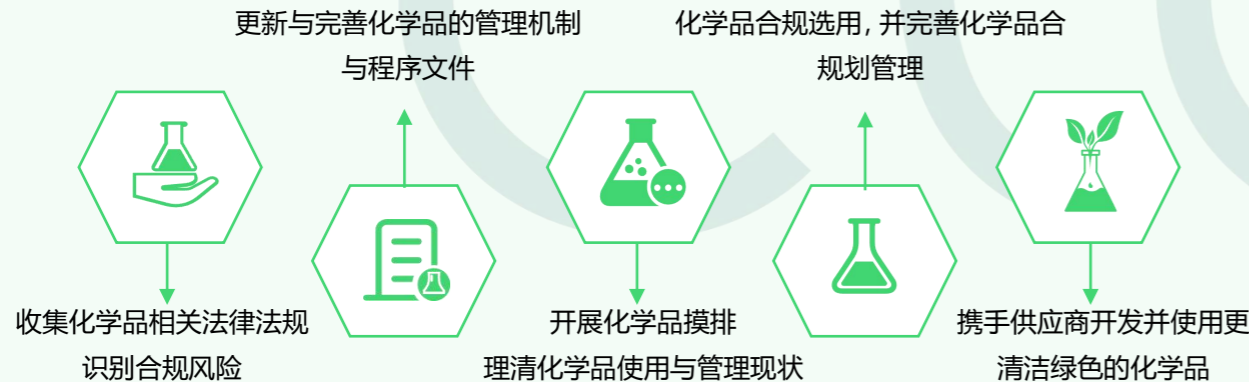 更新与完善化学品的管理机制
与程序文件
化学品合规选用, 并完善化学品合
规划管理
收集化学品相关法律法规
识别合规风险
开展化学品摸排
理清化学品使用与管理现状
携手供应商开发并使用更
清洁绿色的化学品